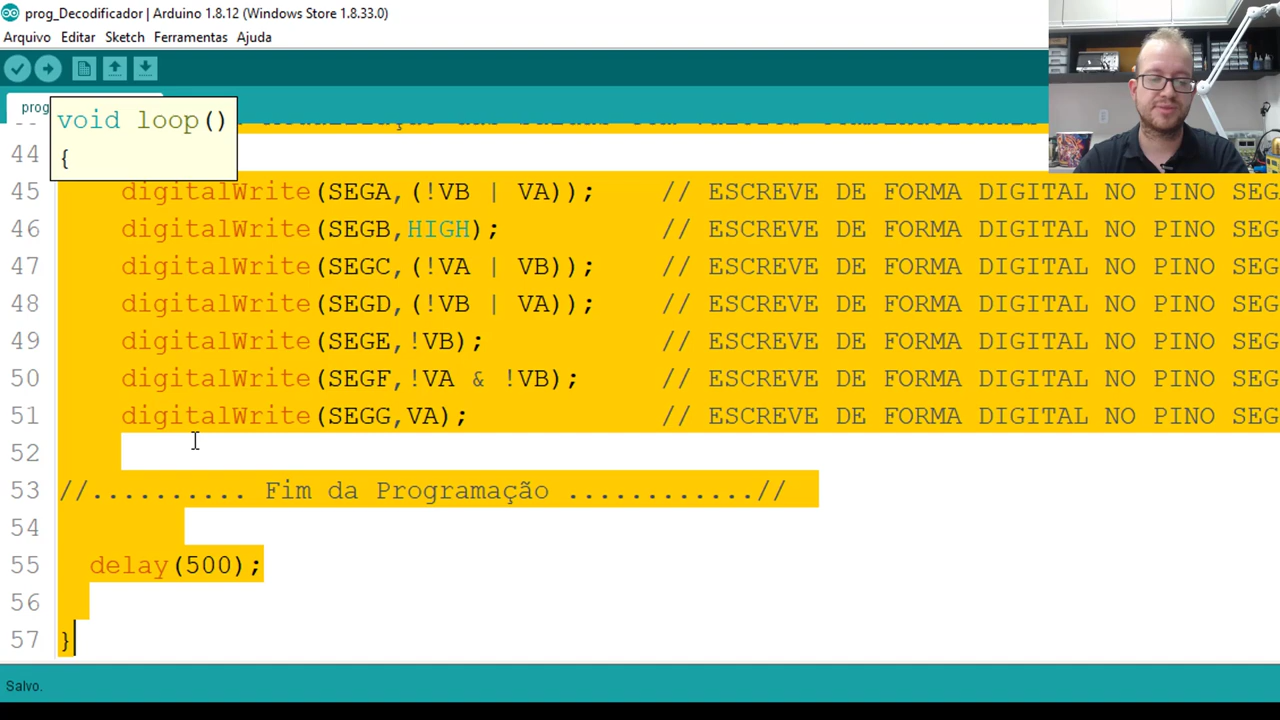 prog_Decodificador | Arduino 1.8.12 (Windows Store 1.8.33.0)
Arquivo Editar Sketch Ferramentas Ajuda
prog
void loop()
{
44
45 digitalWrite(SEGA,(!VB | VA)); // ESCREVE DE FORMA DIGITAL NO PINO SEG
46 digitalWrite(SEGB,HIGH); // ESCREVE DE FORMA DIGITAL NO PINO SEG
47 digitalWrite(SEGC,(!VA | VB)); // ESCREVE DE FORMA DIGITAL NO PINO SEG
48 digitalWrite(SEGD,(!VB | VA)); // ESCREVE DE FORMA DIGITAL NO PINO SEG
49 digitalWrite(SEGE,!VB); // ESCREVE DE FORMA DIGITAL NO PINO SEG
50 digitalWrite(SEGF,!VA & !VB); // ESCREVE DE FORMA DIGITAL NO PINO SEG
51 digitalWrite(SEGG,VA); // ESCREVE DE FORMA DIGITAL NO PINO SEG
52
53 //.......... Fim da Programação ............//
54
55 delay(500);
56
57 }
Salvo.